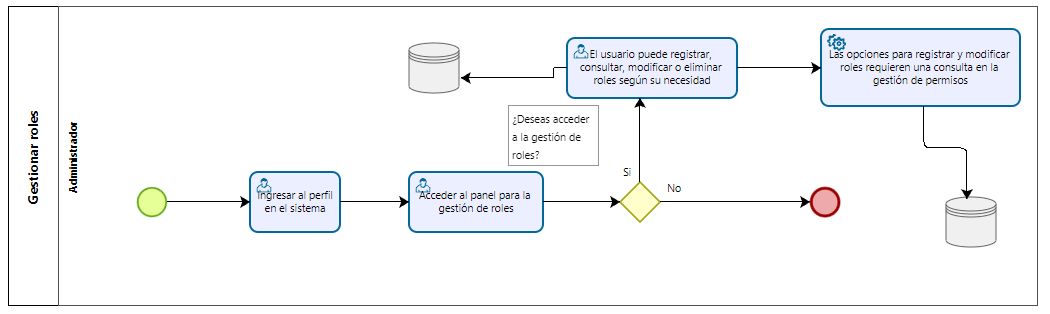 Gestionar roles
Administrador
El usuario puede registrar,
consultar, modificar o eliminar
roles según su necesidad
Las opciones para registrar y modificar
roles requieren una consulta en la
gestión de permisos
¿Deseas acceder
a la gestión de
roles?
Si
No
Ingresar al perfil
en el sistema
Acceder al panel para la
gestión de roles